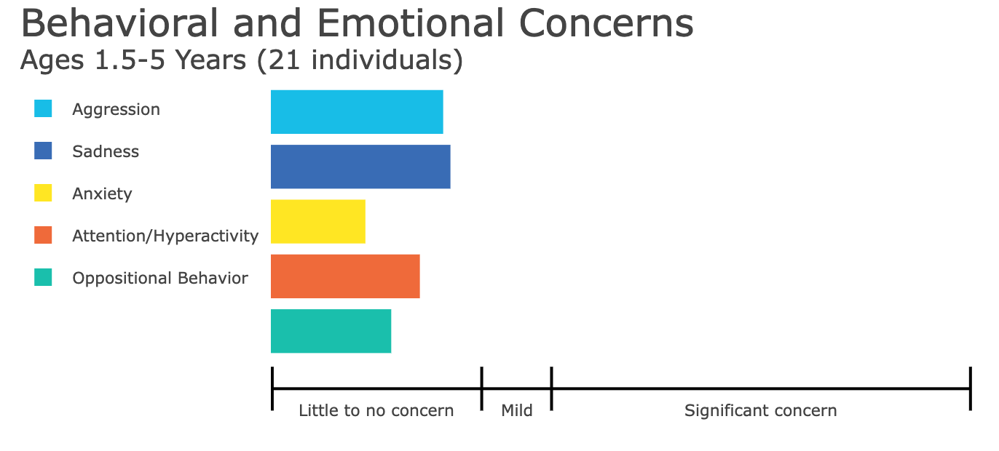 Behavioral and Emotional Concerns
Ages 1.5-5 Years (21 individuals)
Aggression
Sadness
Anxiety
Attention/Hyperactivity
Oppositional Behavior
Little to no concern
Mild
Significant concern